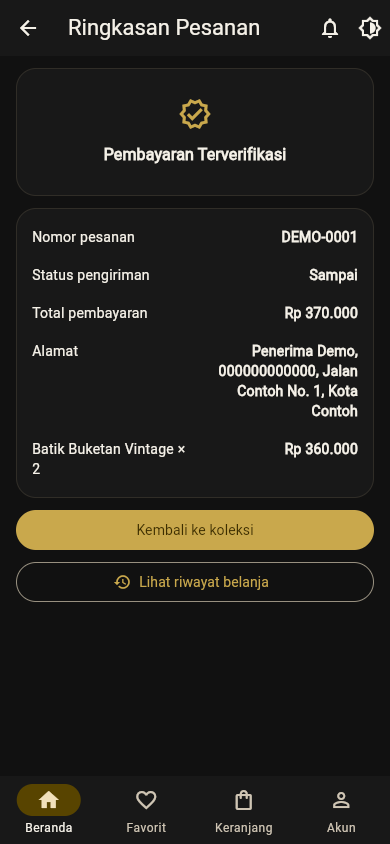 Ringkasan Pesanan
Pembayaran Terverifikasi
Nomor pesanan DEMO-0001
Status pengiriman Sampai
Total pembayaran Rp 370.000
Alamat Penerima Demo,
000000000000, Jalan
Contoh No. 1, Kota
Contoh
Batik Buketan Vintage × Rp 360.000
2
Kembali ke koleksi
Lihat riwayat belanja
Beranda Favorit Keranjang Akun